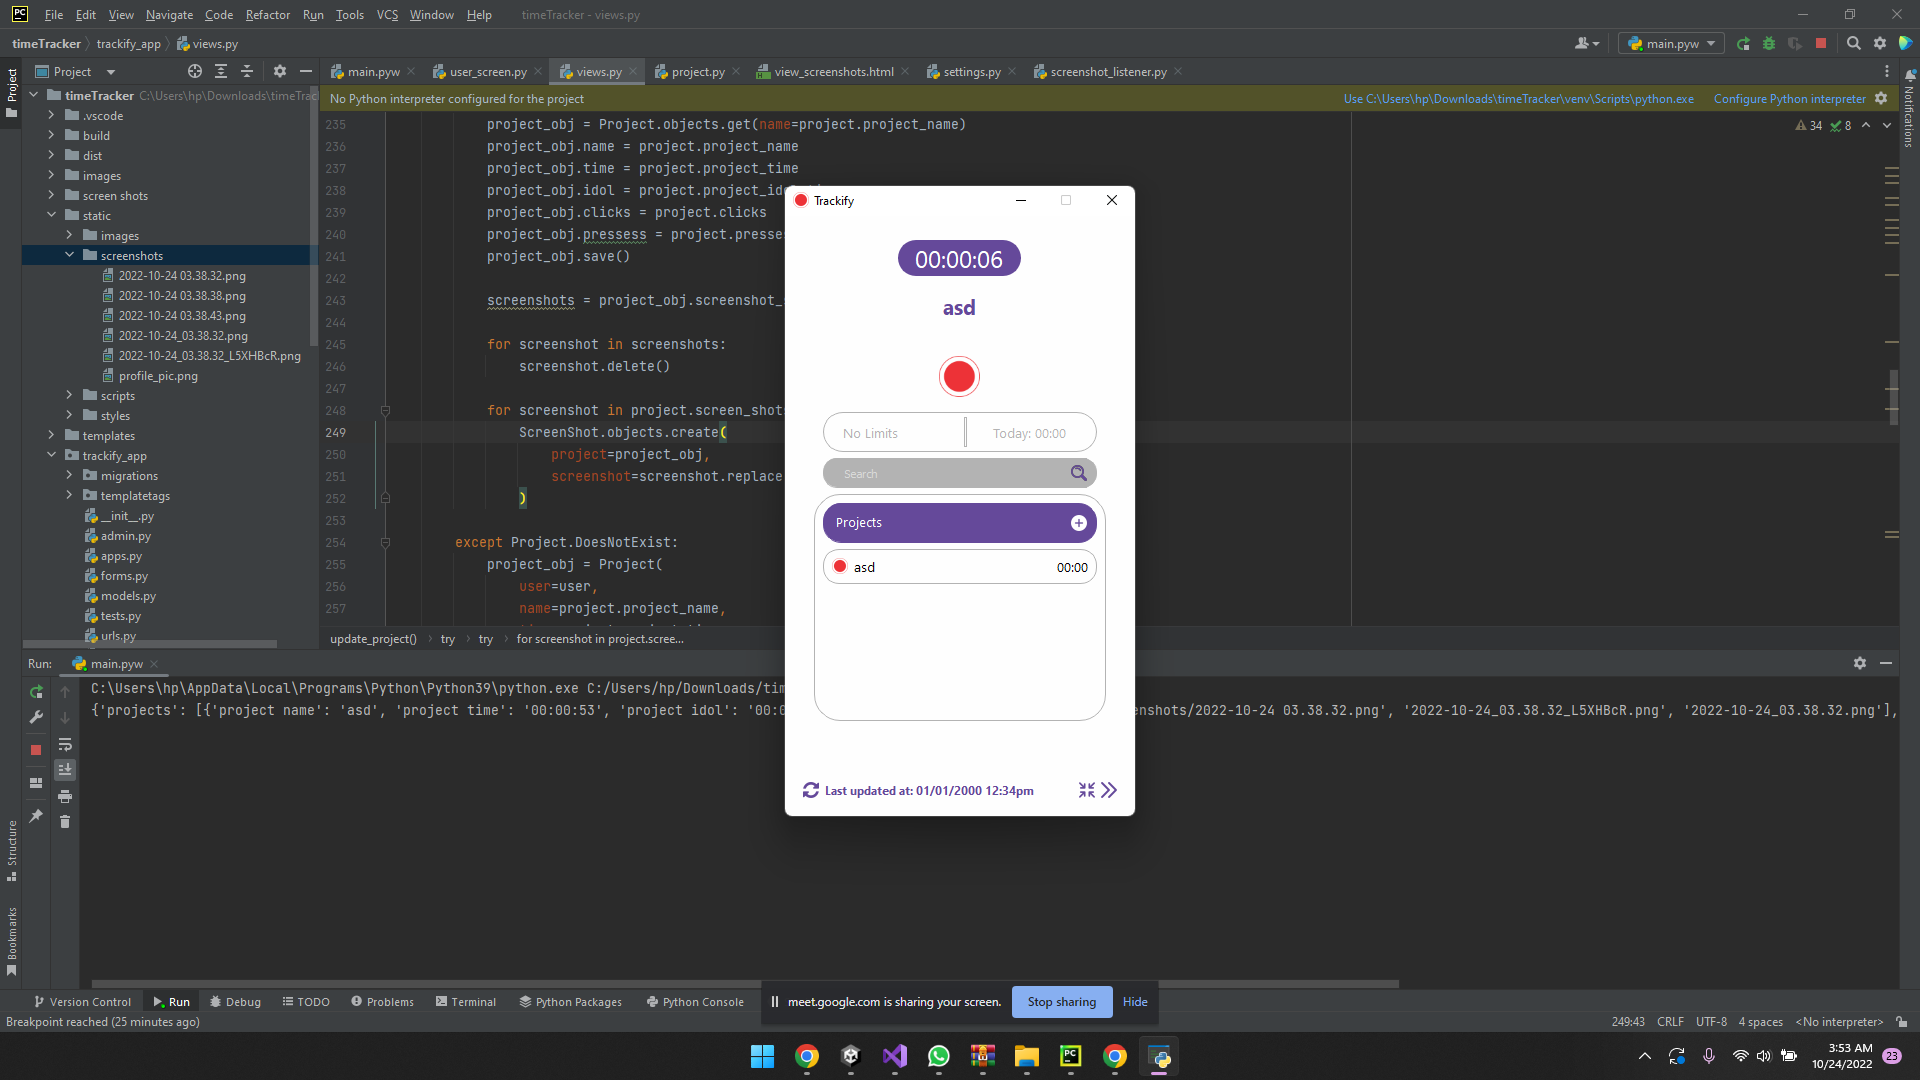 File Edit View Navigate Code Refactor Run Tools VCS Window Help timeTracker - views.py
timeTracker trackify_app views.py main.pyw
Project
main.pyw user_screen.py views.py project.py view_screenshots.html settings.py screenshot_listener.py
No Python interpreter configured for the project Use C:\Users\hp\Downloads\timeTracker\venv\Scripts\python.exe Configure Python interpreter
Project
Notifications
34 8
timeTracker C:\Users\hp\Downloads\timeTracl
.vscode
build
dist
images
screen shots
static
images
screenshots
2022-10-24 03.38.32.png
2022-10-24 03.38.38.png
2022-10-24 03.38.43.png
2022-10-24_03.38.32.png
2022-10-24_03.38.32_L5XHBcR.png
profile_pic.png
scripts
styles
templates
trackify_app
migrations
templatetags
__init__.py
admin.py
apps.py
forms.py
models.py
tests.py
urls.py
235 project_obj = Project.objects.get(name=project.project_name)
236 project_obj.name = project.project_name
237 project_obj.time = project.project_time
238 project_obj.idol = project.project_ido
239 project_obj.clicks = project.clicks
240 project_obj.pressess = project.presse
241 project_obj.save()
242
243 screenshots = project_obj.screenshot_
244
245 for screenshot in screenshots:
246 screenshot.delete()
247
248 for screenshot in project.screen_shots
249 ScreenShot.objects.create(
250 project=project_obj,
251 screenshot=screenshot.replace
252 )
253
254 except Project.DoesNotExist:
255 project_obj = Project(
256 user=user,
257 name=project.project_name,
update_project() try try for screenshot in project.scree...
Trackify
00:00:06
asd
No Limits Today: 00:00
Search
Projects
asd 00:00
Last updated at: 01/01/2000 12:34pm
Run: main.pyw
C:\Users\hp\AppData\Local\Programs\Python\Python39\python.exe C:/Users/hp/Downloads/tim
{'projects': [{'project name': 'asd', 'project time': '00:00:53', 'project idol': '00:0 enshots/2022-10-24 03.38.32.png', '2022-10-24_03.38.32_L5XHBcR.png', '2022-10-24_03.38.32.png'],
Structure
Bookmarks
Version Control Run Debug TODO Problems Terminal Python Packages Python Console
meet.google.com is sharing your screen. Stop sharing Hide
Breakpoint reached (25 minutes ago) 249:43 CRLF UTF-8 4 spaces <No interpreter>
3:53 AM
10/24/2022 23